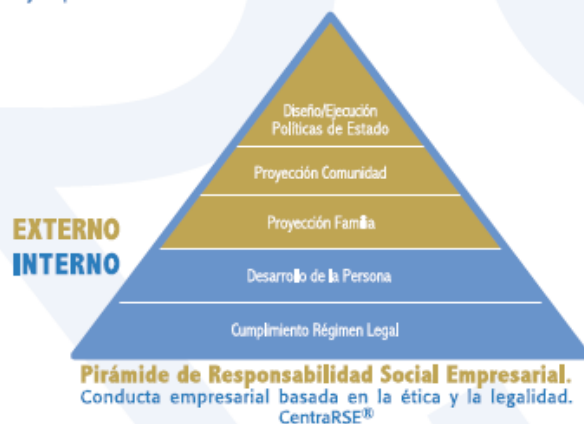 Diseño/Ejecución
Políticas de Estado
Proyección Comunidad
Proyección Familia
EXTERNO
INTERNO
Desarrollo de la Persona
Cumplimiento Régimen Legal
Pirámide de Responsabilidad Social Empresarial.
Conducta empresarial basada en la ética y la legalidad.
CentraRSE®